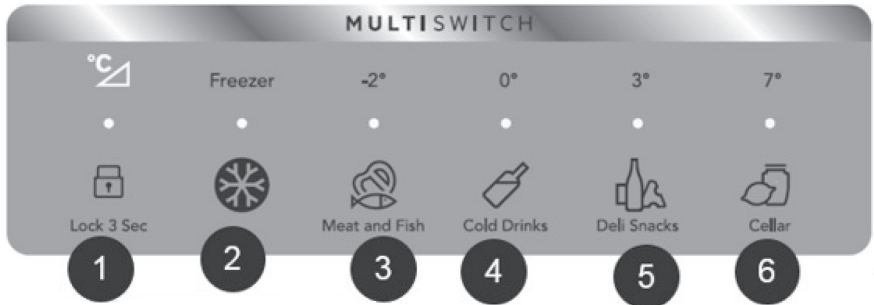 MULTISWITCH
°C Freezer -2° 0° 3° 7°
Lock 3 Sec Meat and Fish Cold Drinks Deli Snacks Cellar
1 2 3 4 5 6